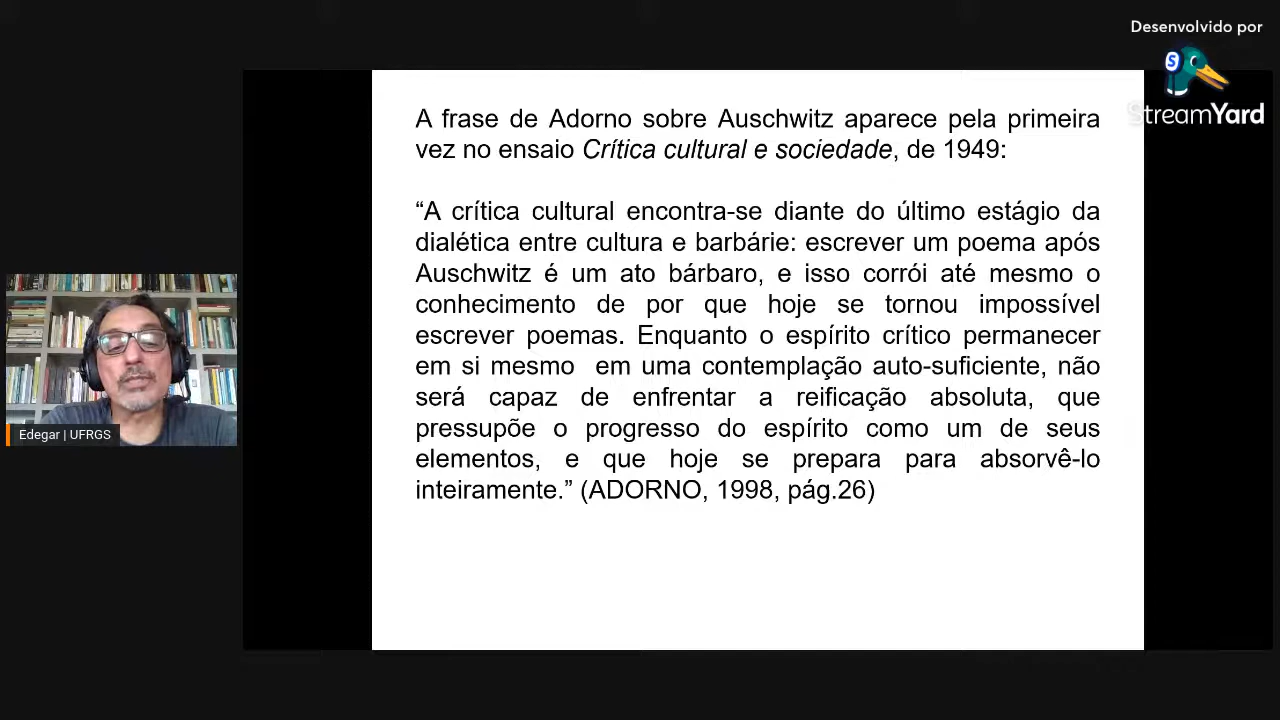 Desenvolvido por
StreamYard
A frase de Adorno sobre Auschwitz aparece pela primeira
vez no ensaio Crítica cultural e sociedade, de 1949:
“A crítica cultural encontra-se diante do último estágio da
dialética entre cultura e barbárie: escrever um poema após
Auschwitz é um ato bárbaro, e isso corrói até mesmo o
conhecimento de por que hoje se tornou impossível
escrever poemas. Enquanto o espírito crítico permanecer
em si mesmo em uma contemplação auto-suficiente, não
será capaz de enfrentar a reificação absoluta, que
pressupõe o progresso do espírito como um de seus
elementos, e que hoje se prepara para absorvê-lo
inteiramente.” (ADORNO, 1998, pág.26)
Edegar | UFRGS